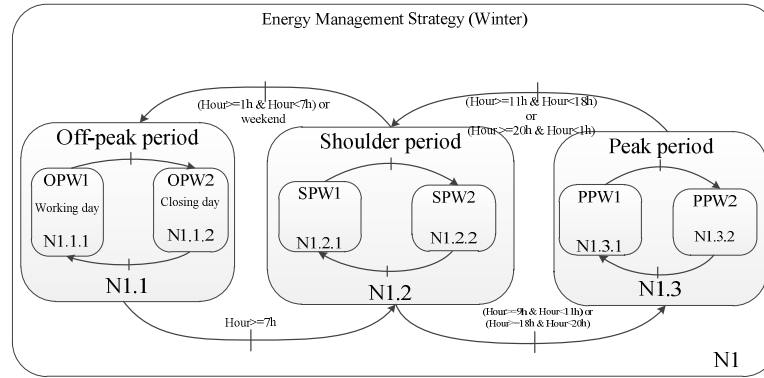 Energy Management Strategy (Winter)
(Hour>=1h & Hour<7h) or
weekend
(Hour>=11h & Hour<18h)
or
(Hour>=20h & Hour<1h)
Off-peak period
OPW1
Working day
N1.1.1
OPW2
Closing day
N1.1.2
N1.1
Shoulder period
SPW1
N1.2.1
SPW2
N1.2.2
N1.2
Peak period
PPW1
N1.3.1
PPW2
N1.3.2
N1.3
Hour>=7h
(Hour>=9h & Hour<11h) or
(Hour>=18h & Hour<20h)
N1